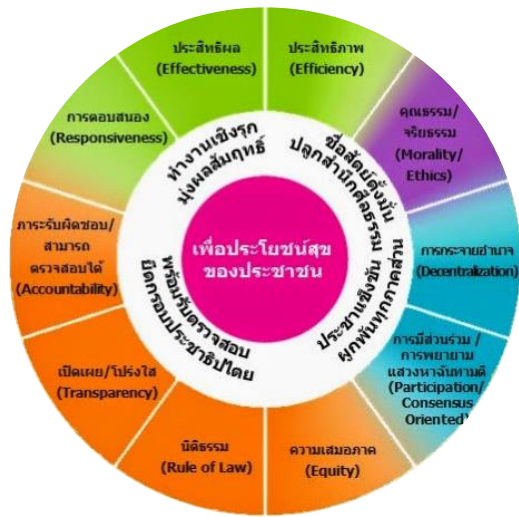 ประสิทธิผล
(Effectiveness)
ประสิทธิภาพ
(Efficiency)
คุณธรรม/
จริยธรรม
(Morality/
Ethics)
การกระจายอำนาจ
(Decentralization)
การมีส่วนร่วม /
การพยายาม
แสวงหาฉันทามติ
(Participation/
Consensus
Oriented)
ความเสมอภาค
(Equity)
นิติธรรม
(Rule of Law)
เปิดเผย/โปร่งใส
(Transparency)
ภาระรับผิดชอบ/
สามารถ
ตรวจสอบได้
(Accountability)
การตอบสนอง
(Responsiveness)
ทำงานเชิงรุก
มุ่งผลสัมฤทธิ์
ซื่อสัตย์ตั้งมั่น
ปลูกสำนึกศีลธรรม
ประชาเชิงชัน
ผูกพันทุกภาคส่วน
พร้อมรับตรวจสอบ
ยึดกรอบประชาธิปไตย
เพื่อประโยชน์สุข
ของประชาชน